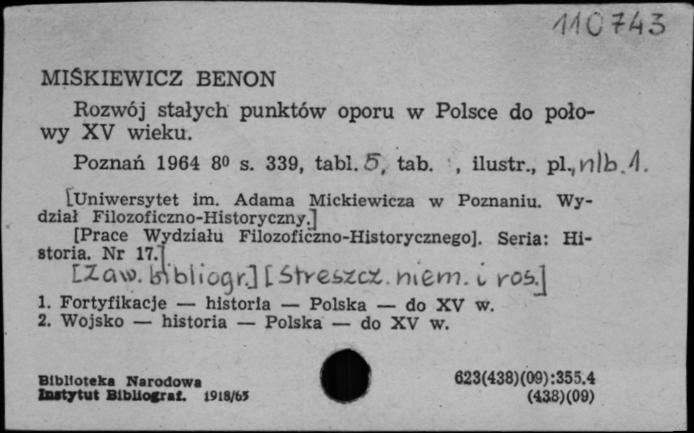 110743
MIŚKIEWICZ BENON
Rozwój stałych punktów oporu w Polsce do poło-
wy XV wieku.
Poznań 1964 8⁰ s. 339, tabl. 5, tab. , ilustr., pl., nlb. 1.
[Uniwersytet im. Adama Mickiewicza w Poznaniu. Wy-
dział Filozoficzno-Historyczny.]
[Prace Wydziału Filozoficzno-Historycznego]. Seria: Hi-
storia. Nr 17.]
[Zaw. bibliogr.] [Streszcz. niem. i ros.]
1. Fortyfikacje — historia — Polska — do XV w.
2. Wojsko — historia — Polska — do XV w.
Biblioteka Narodowa
Instytut Bibliograf. 1918/65
623(438)(09):355.4
(438)(09)